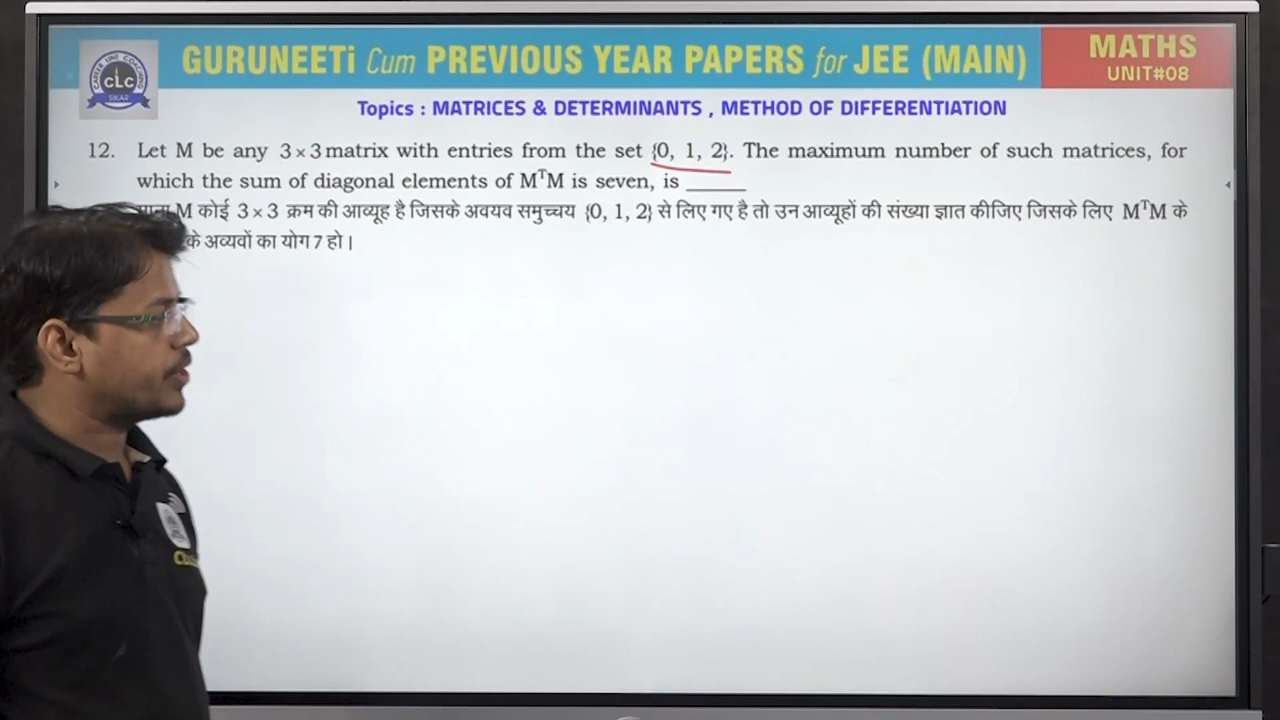 GURUNEETi Cum PREVIOUS YEAR PAPERS for JEE (MAIN)
MATHS
UNIT#08
CLC
SIKAR
Topics : MATRICES & DETERMINANTS , METHOD OF DIFFERENTIATION
12. Let M be any 3×3 matrix with entries from the set {0, 1, 2}. The maximum number of such matrices, for
which the sum of diagonal elements of MᵀM is seven, is ______
माना M कोई 3×3 क्रम की आव्यूह है जिसके अवयव समुच्चय {0, 1, 2} से लिए गए है तो उन आव्यूहों की संख्या ज्ञात कीजिए जिसके लिए MᵀM के
के अव्यवों का योग 7 हो।